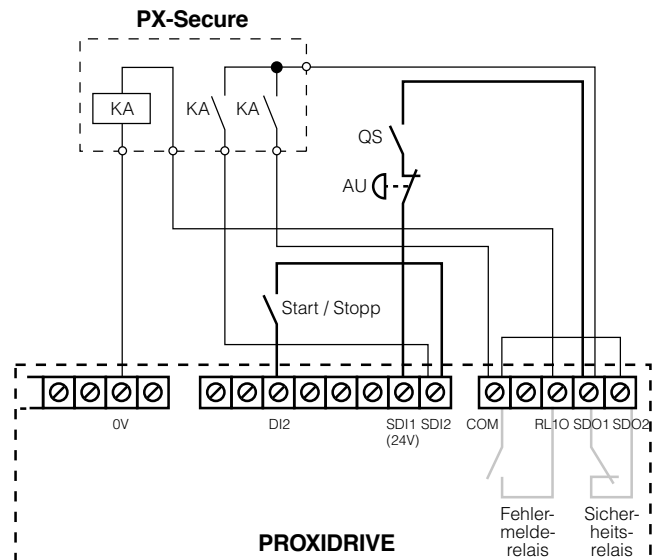 PX-Secure
KA
KA
KA
QS
AU
Start / Stopp
0V
DI2
SDI1
(24V)
SDI2
COM
RL1O
SDO1
SDO2
Fehler-
melde-
relais
Sicher-
heits-
relais
PROXIDRIVE